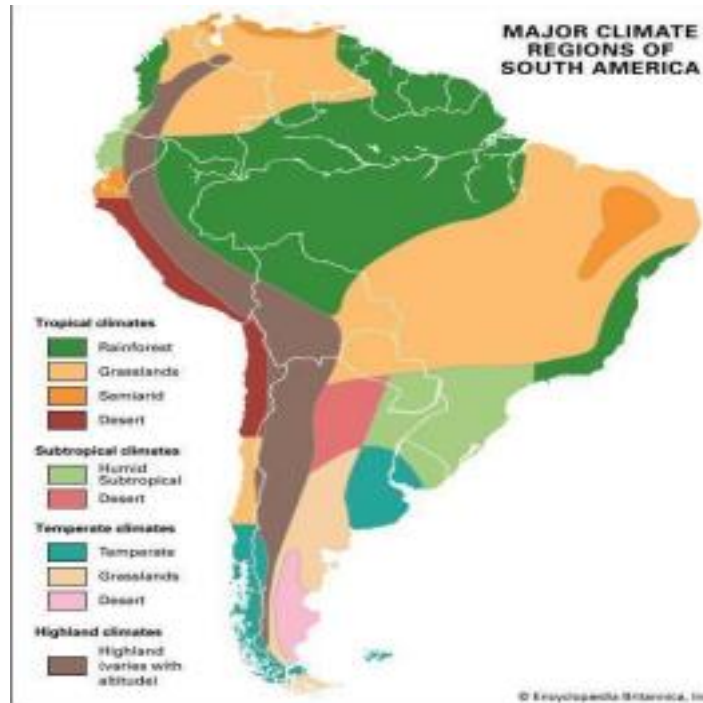 MAJOR CLIMATE
REGIONS OF
SOUTH AMERICA
Tropical climates
Rainforest
Grasslands
Semiarid
Desert
Subtropical climates
Humid
Subtropical
Desert
Temperate climates
Temperate
Grasslands
Desert
Highland climates
Highland
(varies with
altitude)
© Encyclopædia Britannica, In